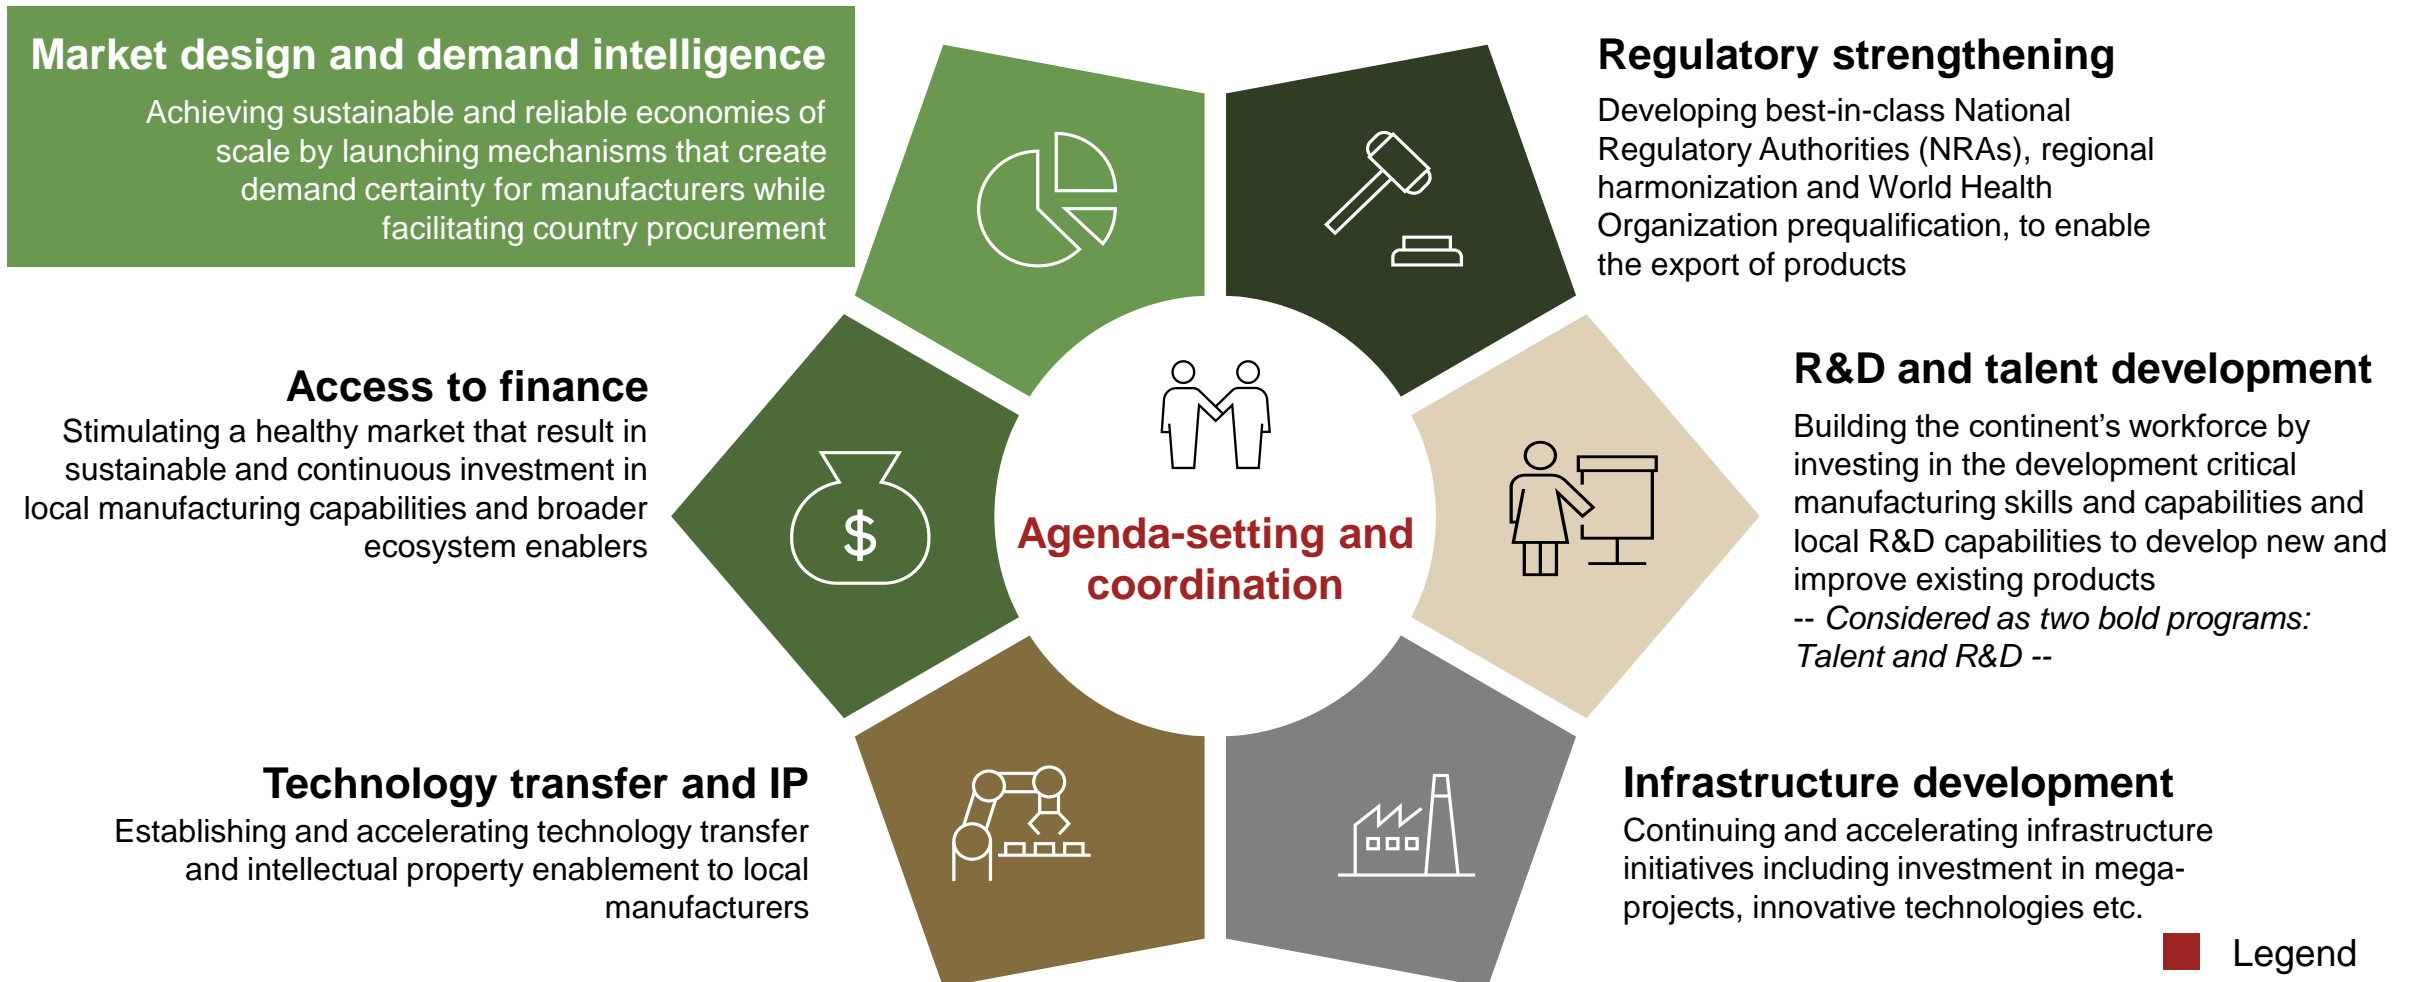 Market design and demand intelligence
Achieving sustainable and reliable economies of
scale by launching mechanisms that create
demand certainty for manufacturers while
facilitating country procurement
Regulatory strengthening
Developing best-in-class National
Regulatory Authorities (NRAs), regional
harmonization and World Health
Organization prequalification, to enable
the export of products
Access to finance
Stimulating a healthy market that result in
sustainable and continuous investment in
local manufacturing capabilities and broader
ecosystem enablers
$
Agenda-setting and
coordination
R&D and talent development
Building the continent’s workforce by
investing in the development critical
manufacturing skills and capabilities and
local R&D capabilities to develop new and
improve existing products
-- Considered as two bold programs:
Talent and R&D --
Technology transfer and IP
Establishing and accelerating technology transfer
and intellectual property enablement to local
manufacturers
Infrastructure development
Continuing and accelerating infrastructure
initiatives including investment in mega-
projects, innovative technologies etc.
Legend